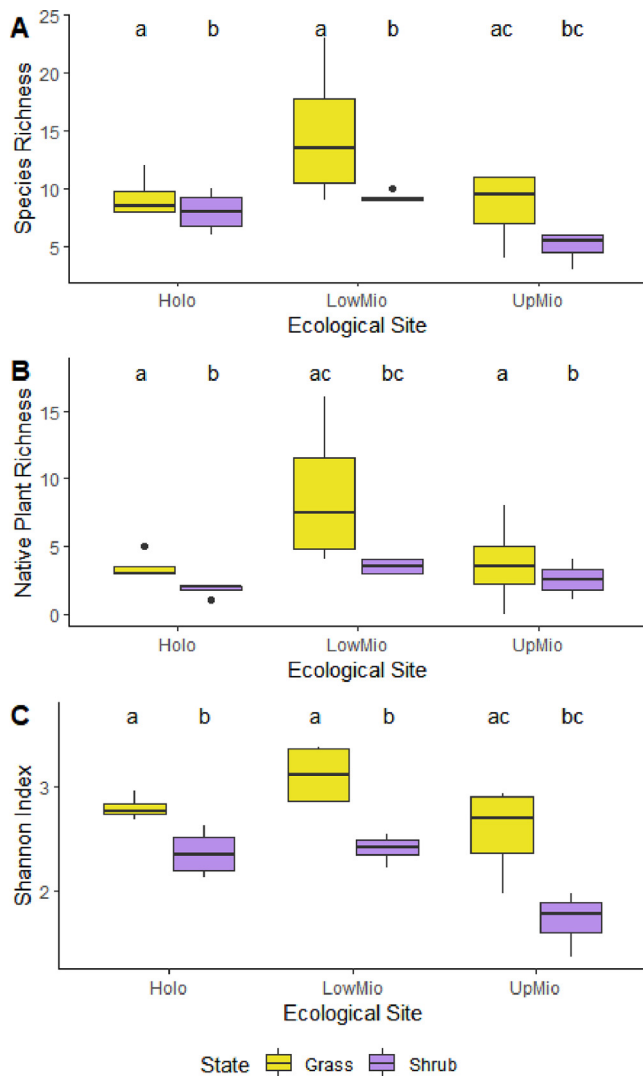 A
a b a b ac bc
25
20
15
10
5
Species Richness
Holo LowMio UpMio
Ecological Site
B
a b ac bc a b
15
10
5
0
Native Plant Richness
Holo LowMio UpMio
Ecological Site
C
a b a b ac bc
3
2
Shannon Index
Holo LowMio UpMio
Ecological Site
State Grass Shrub